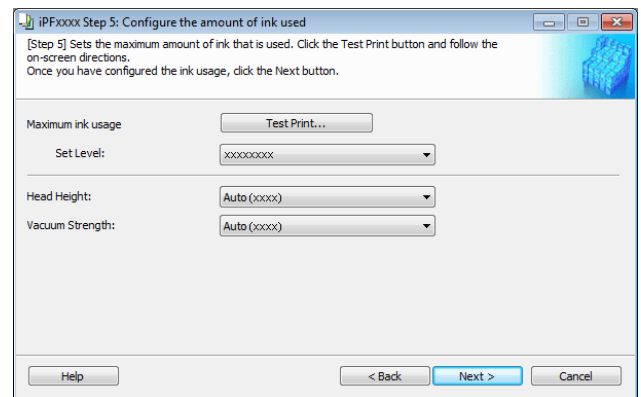 iPFxxxx Step 5: Configure the amount of ink used
[Step 5] Sets the maximum amount of ink that is used. Click the Test Print button and follow the
on-screen directions.
Once you have configured the ink usage, click the Next button.
Maximum ink usage Test Print...
Set Level: xxxxxxxx
Head Height: Auto (xxxx)
Vacuum Strength: Auto (xxxx)
Help < Back Next > Cancel